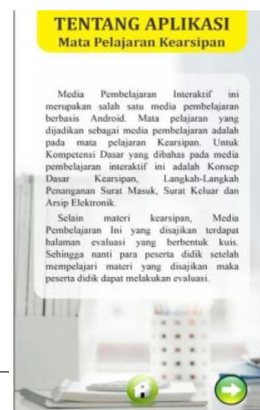 TENTANG APLIKASI
Mata Pelajaran Kearsipan
Media Pembelajaran Interaktif ini
merupakan salah satu media pembelajaran
berbasis Android. Mata pelajaran yang
dijadikan sebagai media pembelajaran adalah
pada mata pelajaran Kearsipan. Untuk
Kompetensi Dasar yang dibahas pada media
pembelajaran interaktif ini adalah Konsep
Dasar Kearsipan, Langkah-Langkah
Penanganan Surat Masuk, Surat Keluar dan
Arsip Elektronik.
Selain materi kearsipan, Media
Pembelajaran Ini yang disajikan terdapat
halaman evaluasi yang berbentuk kuis.
Sehingga nanti para peserta didik setelah
mempelajari materi yang disajikan maka
peserta didik dapat melakukan evaluasi.